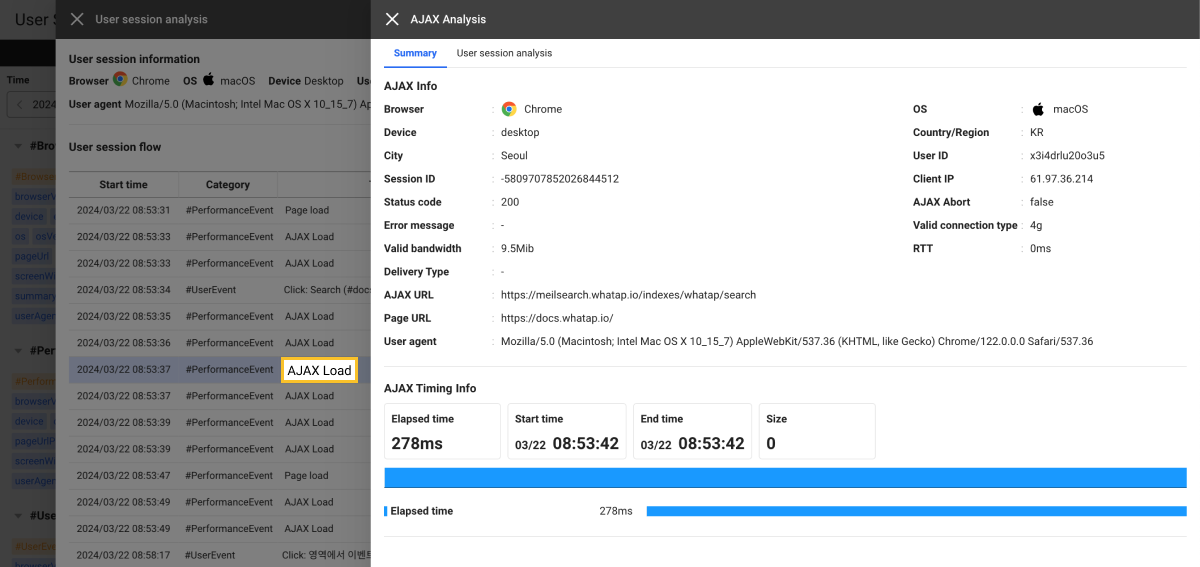 User S
User session analysis
AJAX Analysis
Summary
User session analysis
User session information
Browser Chrome OS macOS Device Desktop
User agent Mozilla/5.0 (Macintosh; Intel Mac OS X 10_15_7)
User session flow
Start time Category
2024/03/22 08:53:31 #PerformanceEvent Page load
2024/03/22 08:53:33 #PerformanceEvent AJAX Load
2024/03/22 08:53:33 #PerformanceEvent AJAX Load
2024/03/22 08:53:34 #UserEvent Click: Search (#docs
2024/03/22 08:53:35 #PerformanceEvent AJAX Load
2024/03/22 08:53:36 #PerformanceEvent AJAX Load
2024/03/22 08:53:37 #PerformanceEvent AJAX Load
2024/03/22 08:53:37 #PerformanceEvent AJAX Load
2024/03/22 08:53:39 #PerformanceEvent AJAX Load
2024/03/22 08:53:39 #PerformanceEvent AJAX Load
2024/03/22 08:53:47 #PerformanceEvent Page load
2024/03/22 08:53:49 #PerformanceEvent AJAX Load
2024/03/22 08:53:49 #PerformanceEvent AJAX Load
2024/03/22 08:58:17 #UserEvent Click: 영역에서 이벤트
Time
2024
#Bro
#Browse
browserV
device
os osVe
pageUrl
screenWi
summary
userAgen
#Per
#Perform
browserV
device
pageUrlP
screenWi
userAgen
#Use
#UserEve
AJAX Info
Browser : Chrome
OS : macOS
Device : desktop
Country/Region : KR
City : Seoul
User ID : x3i4drlu20o3u5
Session ID : -5809707852026844512
Client IP : 61.97.36.214
Status code : 200
AJAX Abort : false
Error message : -
Valid connection type : 4g
Valid bandwidth : 9.5Mib
RTT : 0ms
Delivery Type : -
AJAX URL : https://meilsearch.whatap.io/indexes/whatap/search
Page URL : https://docs.whatap.io/
User agent : Mozilla/5.0 (Macintosh; Intel Mac OS X 10_15_7) AppleWebKit/537.36 (KHTML, like Gecko) Chrome/122.0.0.0 Safari/537.36
AJAX Timing Info
Elapsed time
278ms
Start time
03/22 08:53:42
End time
03/22 08:53:42
Size
0
Elapsed time 278ms